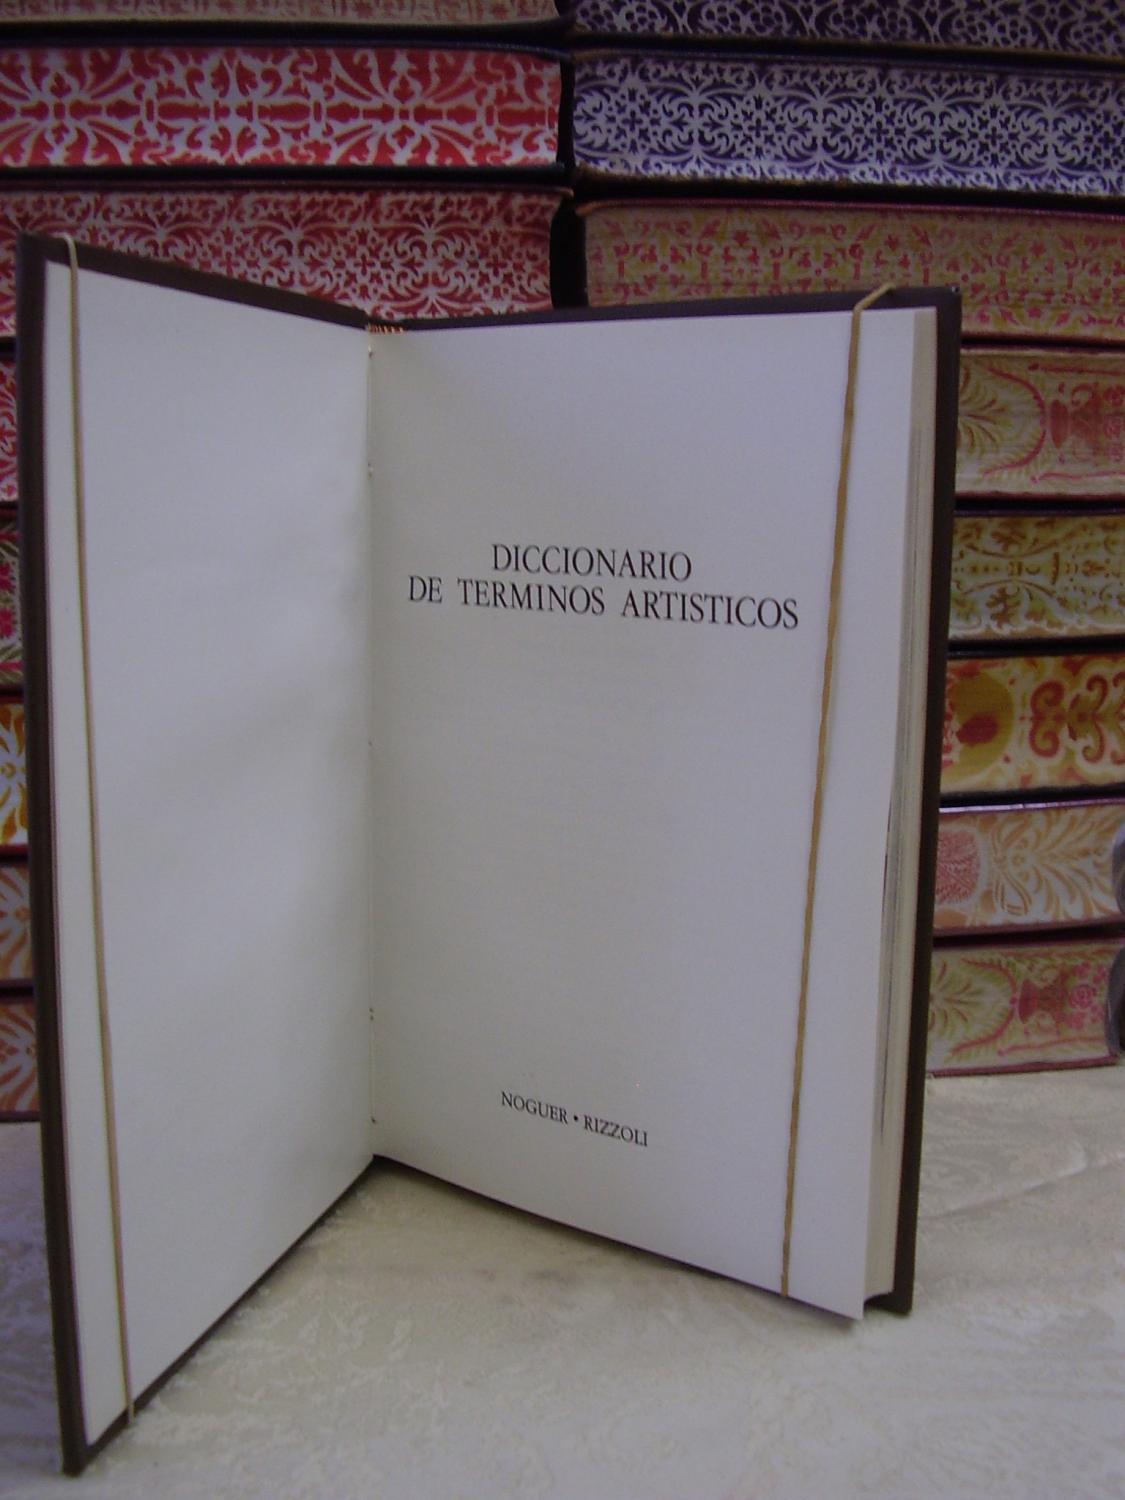 DICCIONARIO
DE TERMINOS ARTISTICOS
NOGUER • RIZZOLI